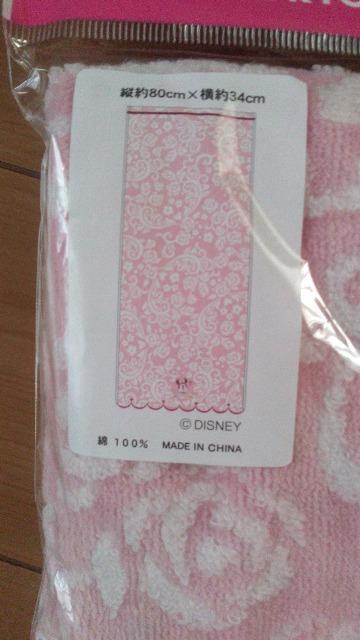 縦約80cm×横約34cm
©DISNEY
綿 100% MADE IN CHINA